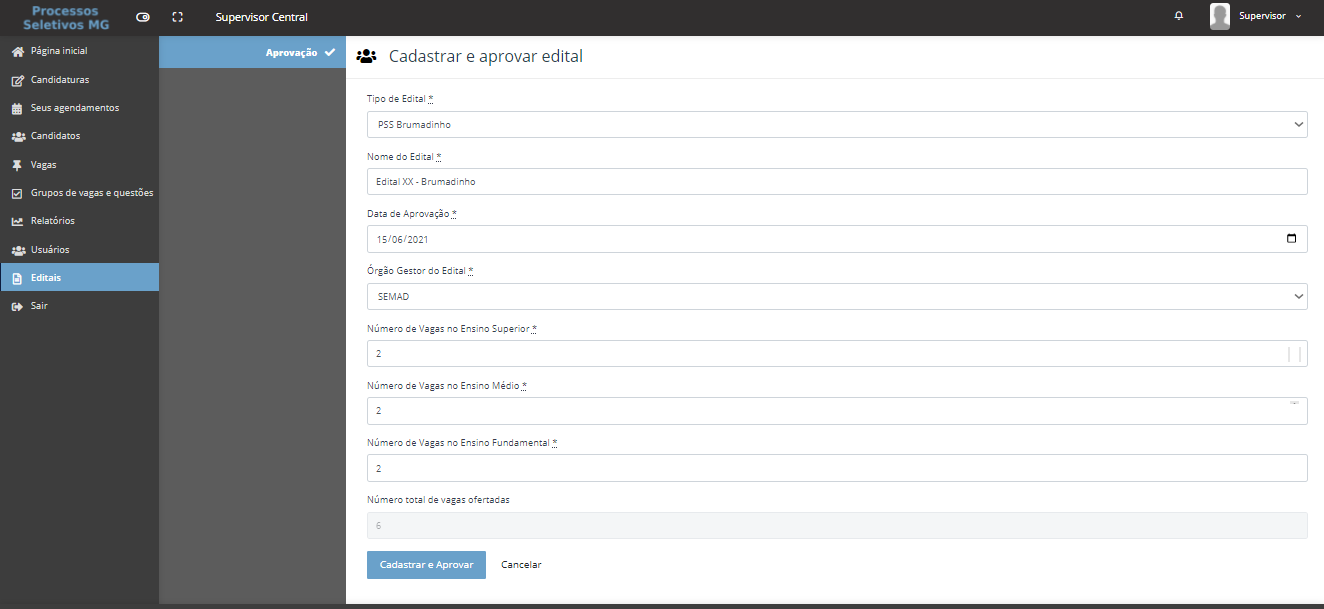 Processos
Seletivos MG
Supervisor Central
Supervisor
Página inicial
Candidaturas
Seus agendamentos
Candidatos
Vagas
Grupos de vagas e questões
Relatórios
Usuários
Editais
Sair
Aprovação
Cadastrar e aprovar edital
Tipo de Edital *
PSS Brumadinho
Nome do Edital *
Edital XX - Brumadinho
Data de Aprovação *
15/06/2021
Órgão Gestor do Edital *
SEMAD
Número de Vagas no Ensino Superior *
2
Número de Vagas no Ensino Médio *
2
Número de Vagas no Ensino Fundamental *
2
Número total de vagas ofertadas
6
Cadastrar e Aprovar
Cancelar